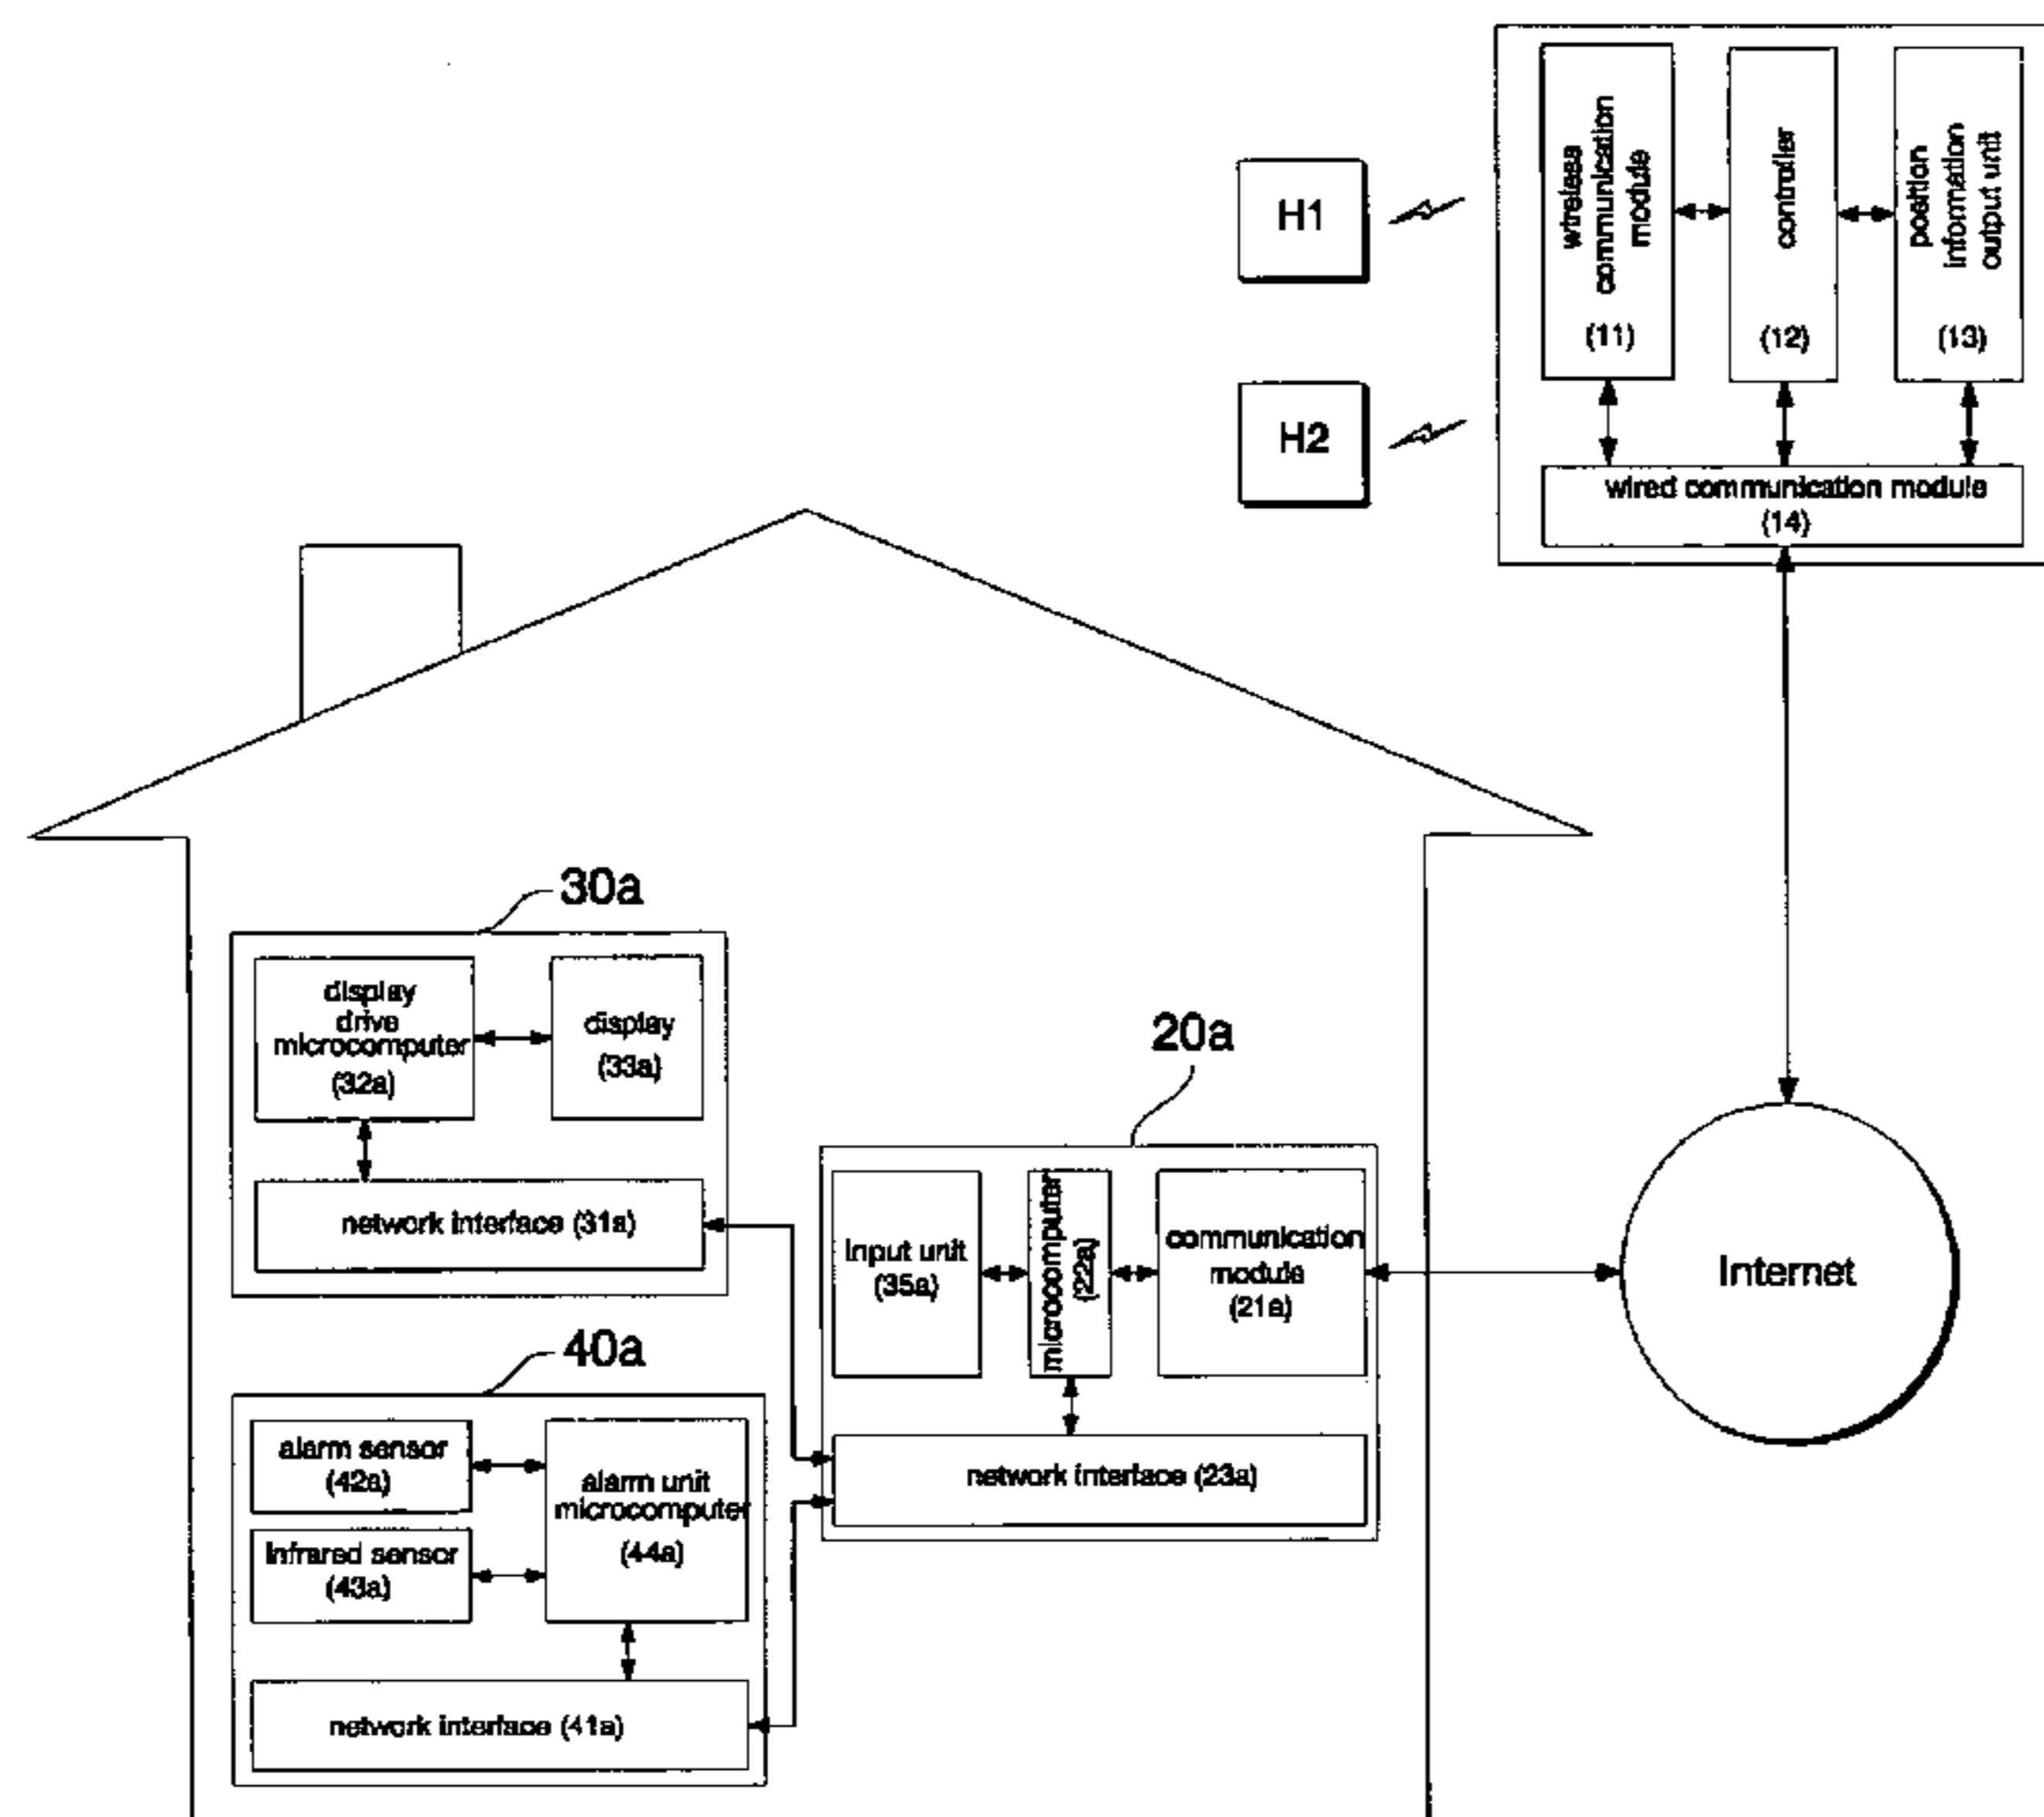 wireless
communication
module
(11)
controller
(12)
position
information
output unit
(13)
H1
H2
wired communication module
(14)
30a
display
drive
microcomputer
(32a)
display
(33a)
network interface (31a)
20a
Input unit
(35a)
microcomputer
(22a)
communication
module
(21a)
network interface (23a)
Internet
40a
alarm sensor
(42a)
Infrared sensor
(43a)
alarm unit
microcomputer
(44a)
network interface (41a)